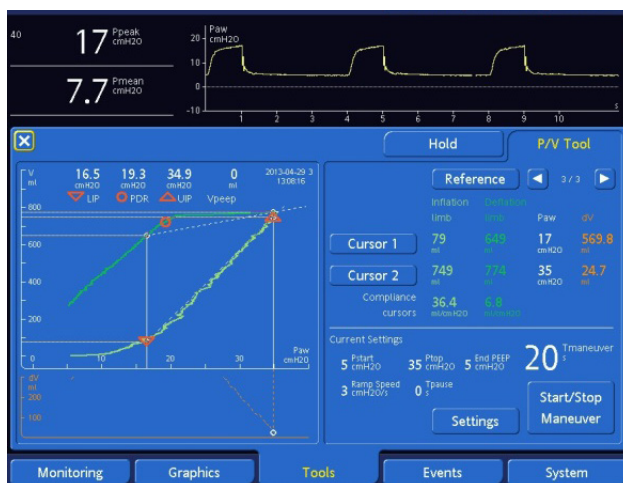 40
17 Ppeak cmH2O
7.7 Pmean cmH2O
Paw
cmH2O
20
10
0
-10
1 2 3 4 5 6 7 8 9 10 s
Hold
P/V Tool
V
ml
16.5 19.3 34.9 0
cmH2O cmH2O cmH2O ml
LIP PDR UIP Vpeep
2013-04-29 3
13:08:16
800
600
400
200
0 10 20 30
Paw
cmH2O
dV
ml
200
100
Reference 3/3
Inflation limb
Deflation limb
Paw
dV
Cursor 1 79 ml 649 ml 17 cmH2O 569.8 ml
Cursor 2 749 ml 774 ml 35 cmH2O 24.7 ml
Compliance cursors 36.4 ml/cmH2O 6.8 ml/cmH2O
Current Settings
5 Pstart cmH2O 35 Ptop cmH2O 5 End PEEP cmH2O 20 Tmaneuver s
3 Ramp Speed cmH2O/s 0 Tpause s
Settings
Start/Stop
Maneuver
Monitoring Graphics Tools Events System